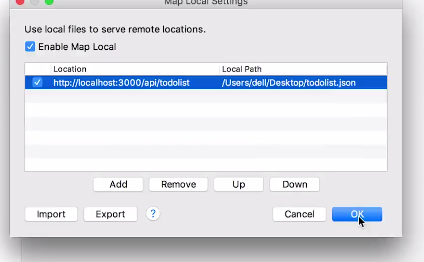 Map Local Settings
Use local files to serve remote locations.
Enable Map Local
Location Local Path
http://localhost:3000/api/todolist /Users/dell/Desktop/todolist.json
Add Remove Up Down
Import Export ? Cancel OK